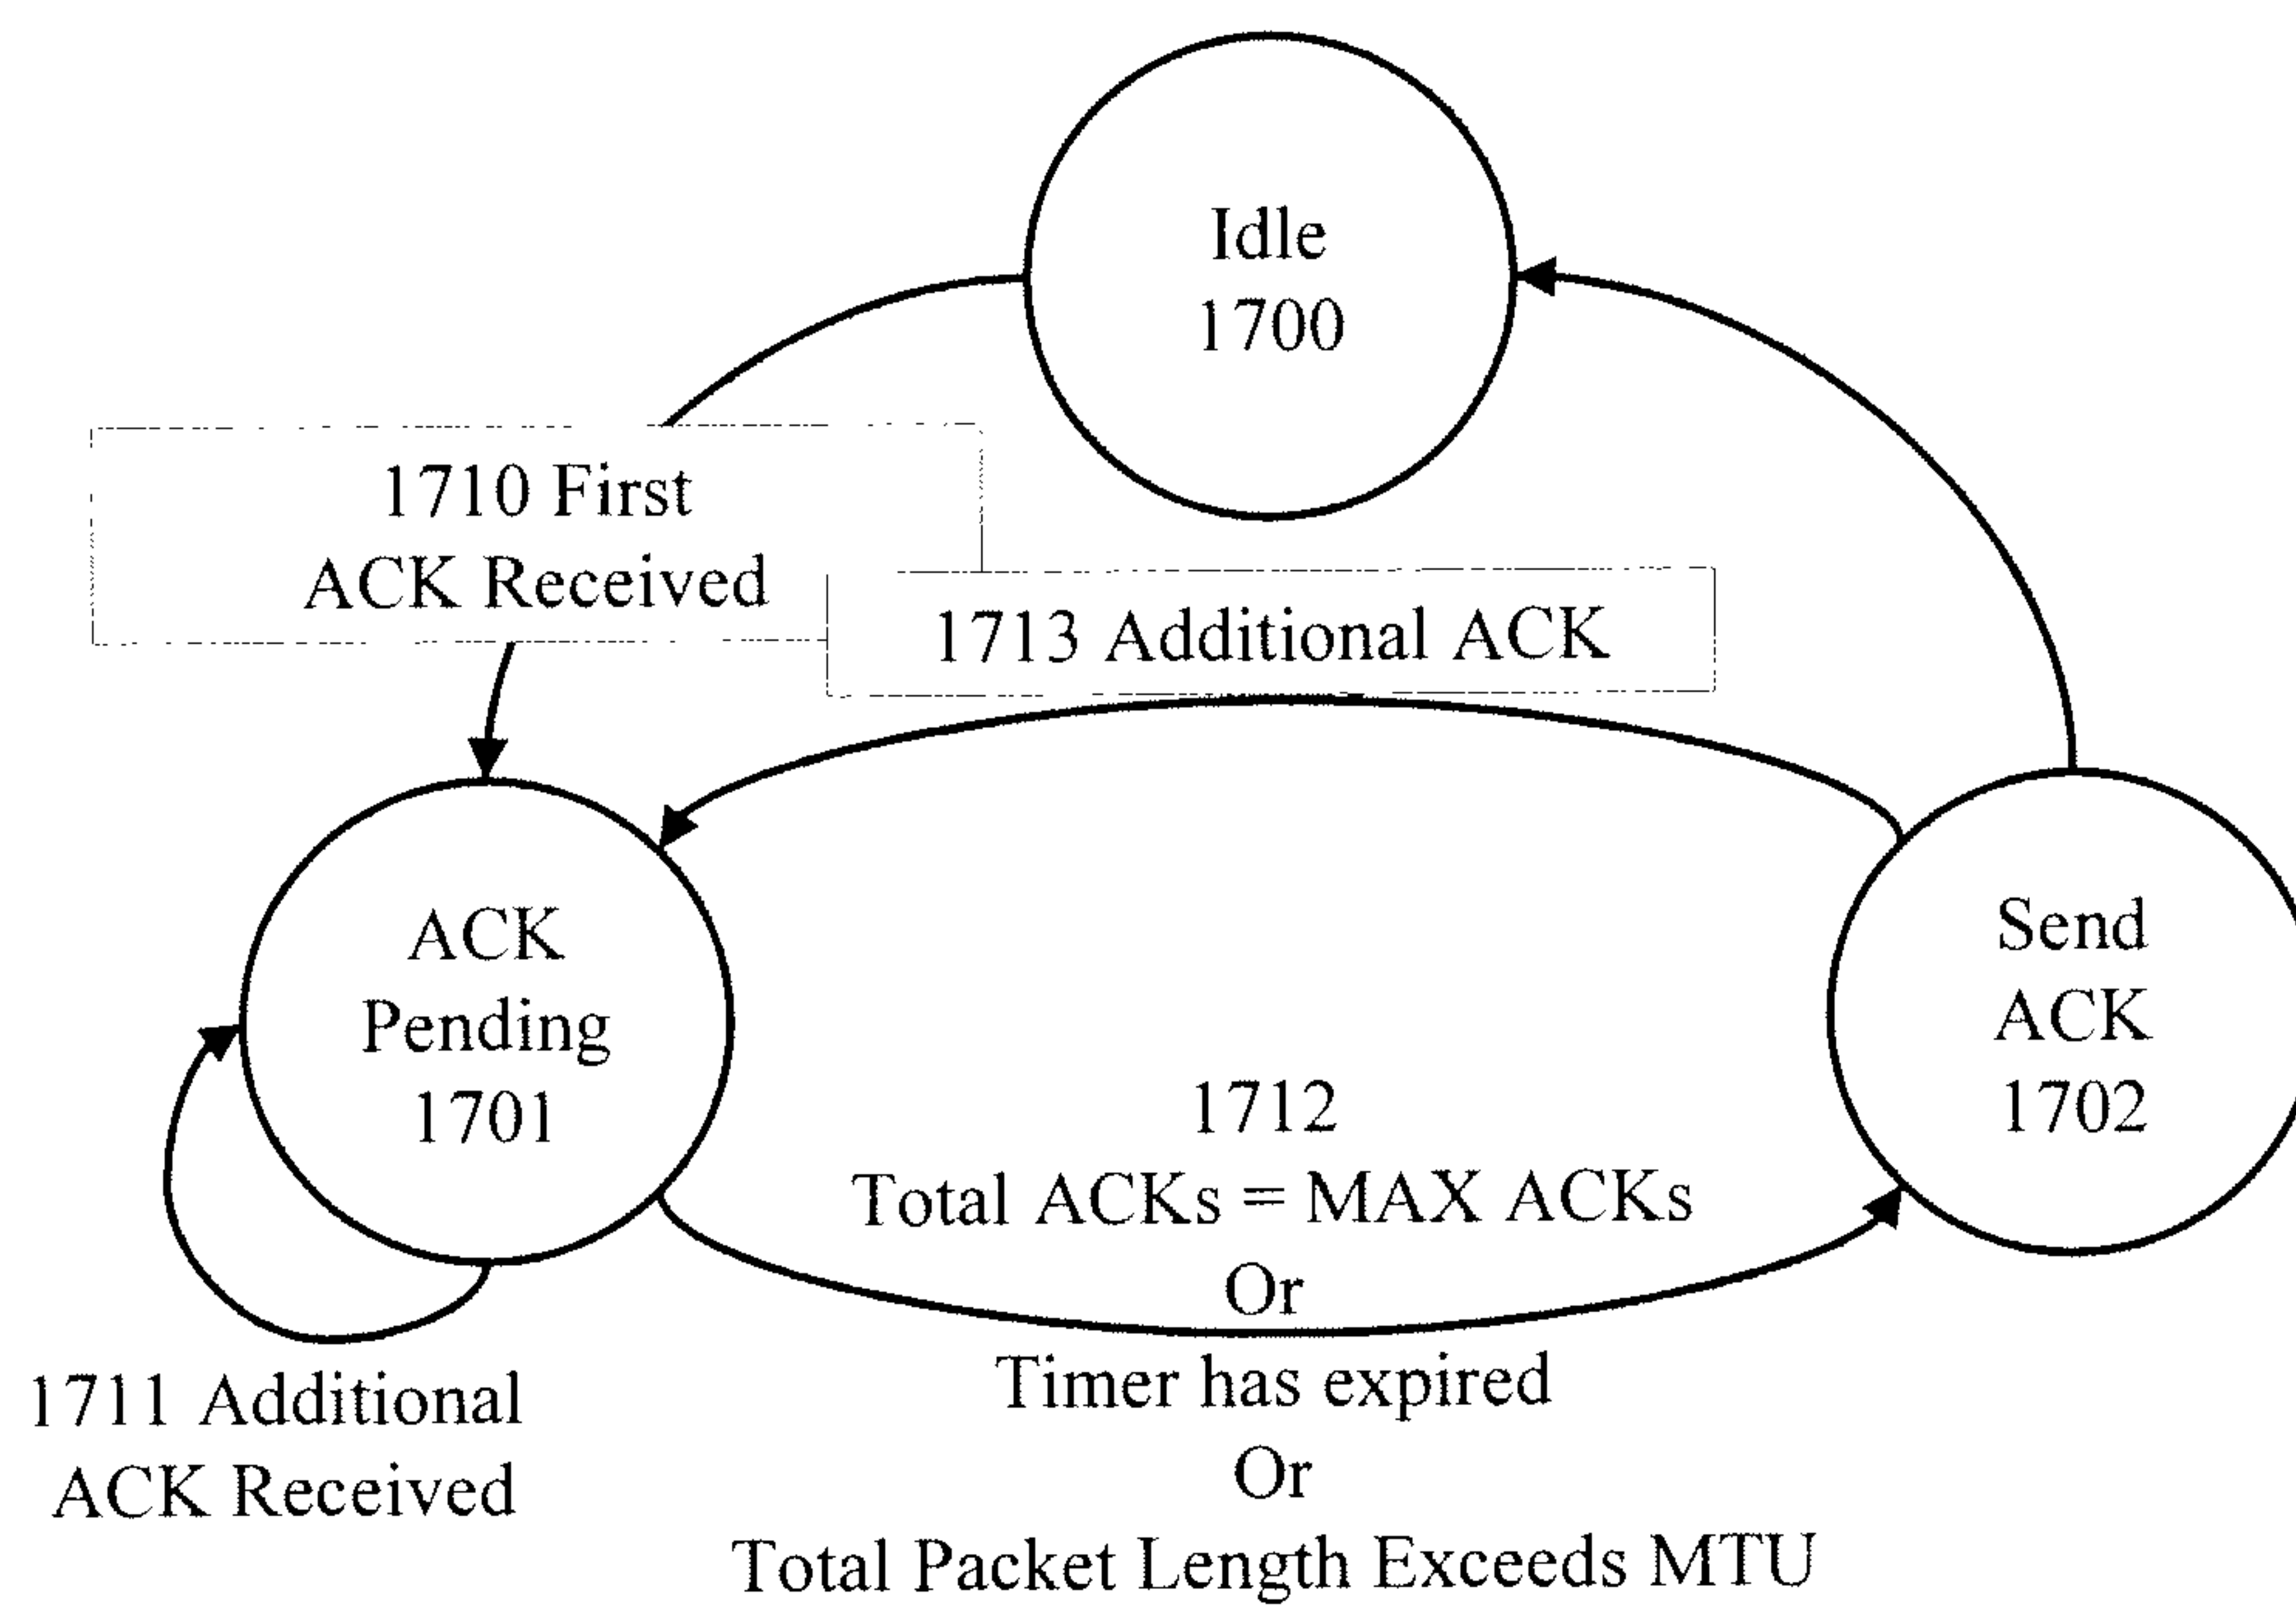 Idle
1700
1710 First
ACK Received
1713 Additional ACK
ACK
Pending
1701
Send
ACK
1702
1712
Total ACKs = MAX ACKs
Or
Timer has expired
Or
Total Packet Length Exceeds MTU
1711 Additional
ACK Received